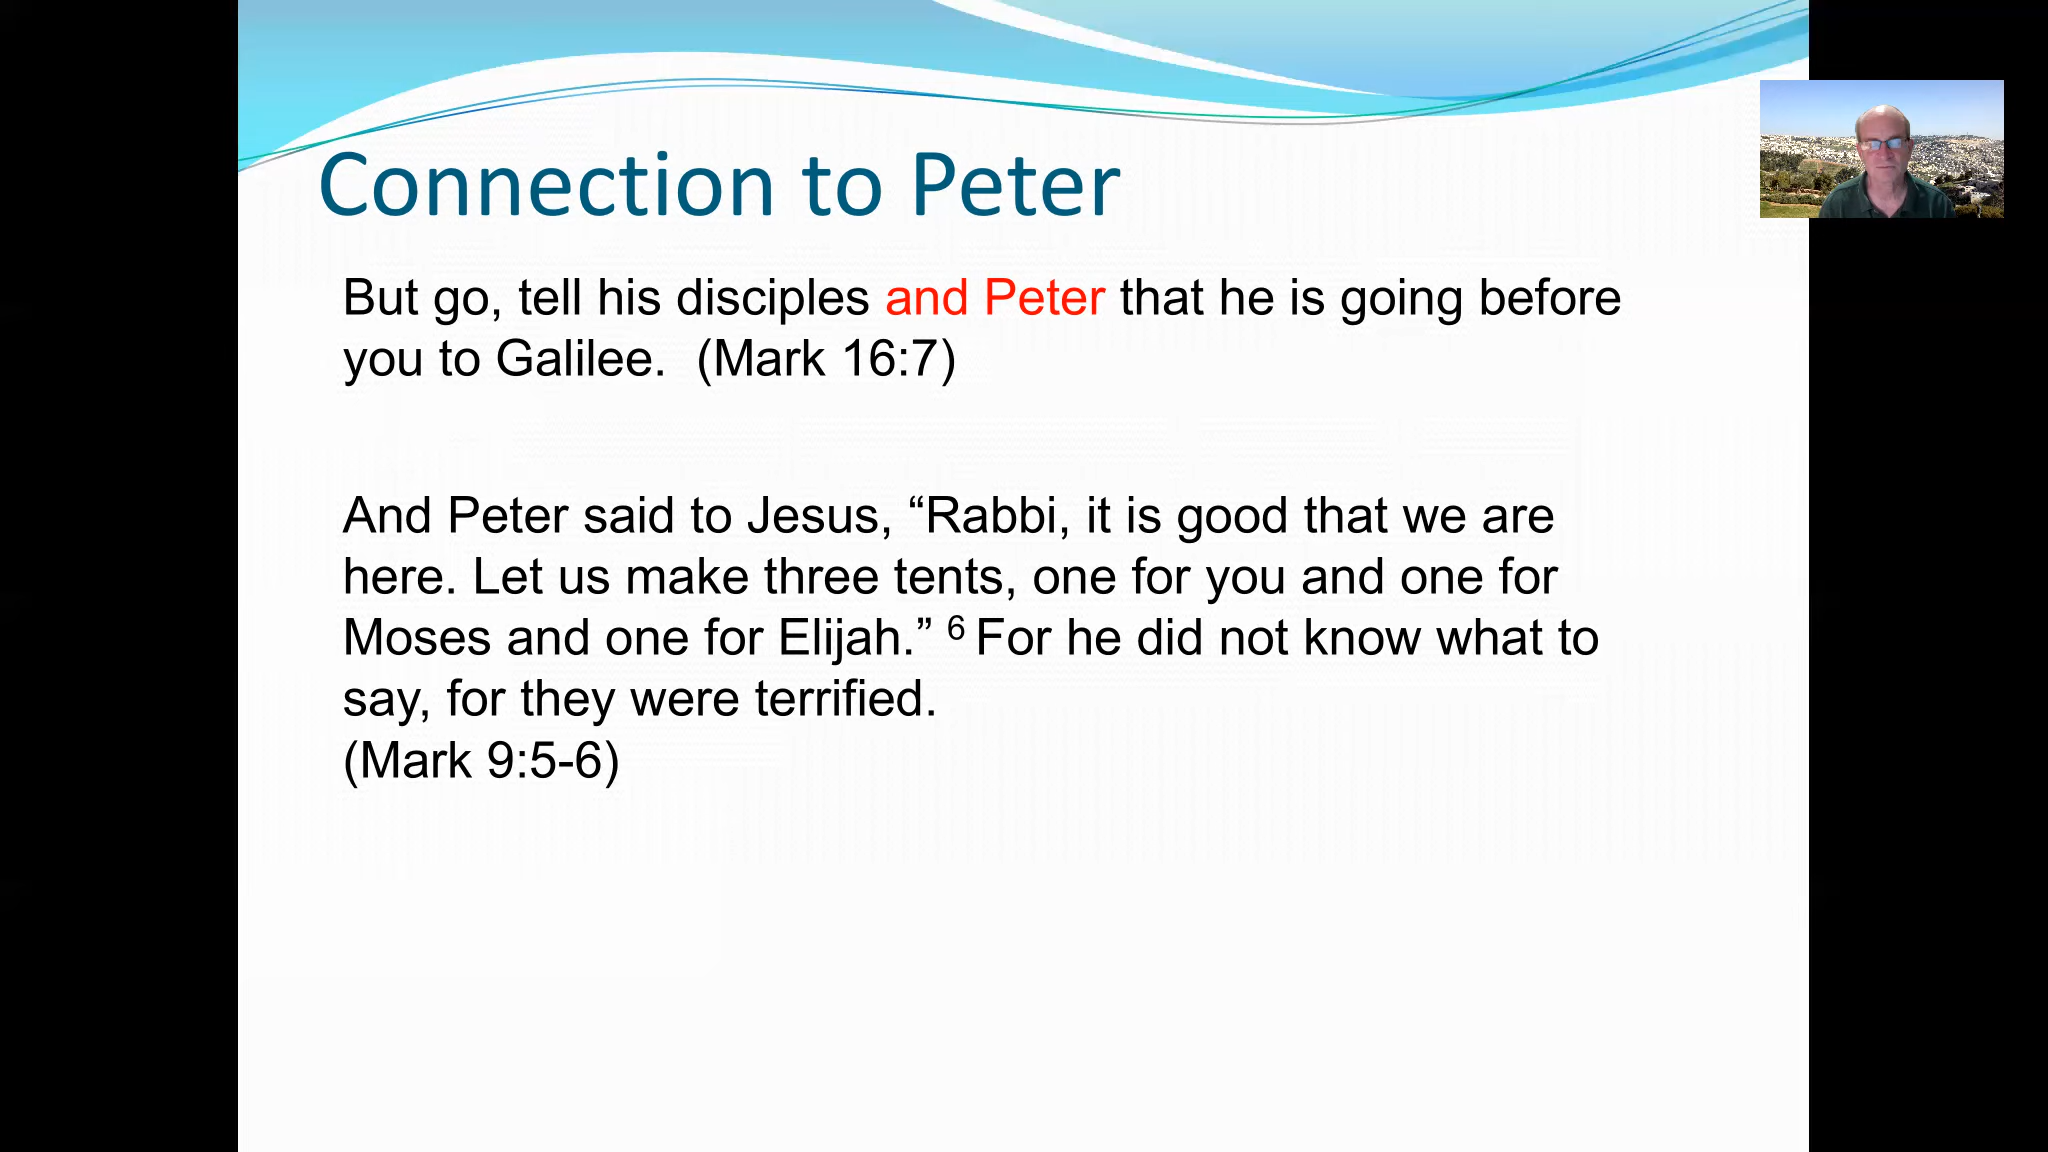 Connection to Peter
But go, tell his disciples and Peter that he is going before
you to Galilee.  (Mark 16:7)
And Peter said to Jesus, “Rabbi, it is good that we are
here. Let us make three tents, one for you and one for
Moses and one for Elijah.” 6 For he did not know what to
say, for they were terrified.
(Mark 9:5-6)